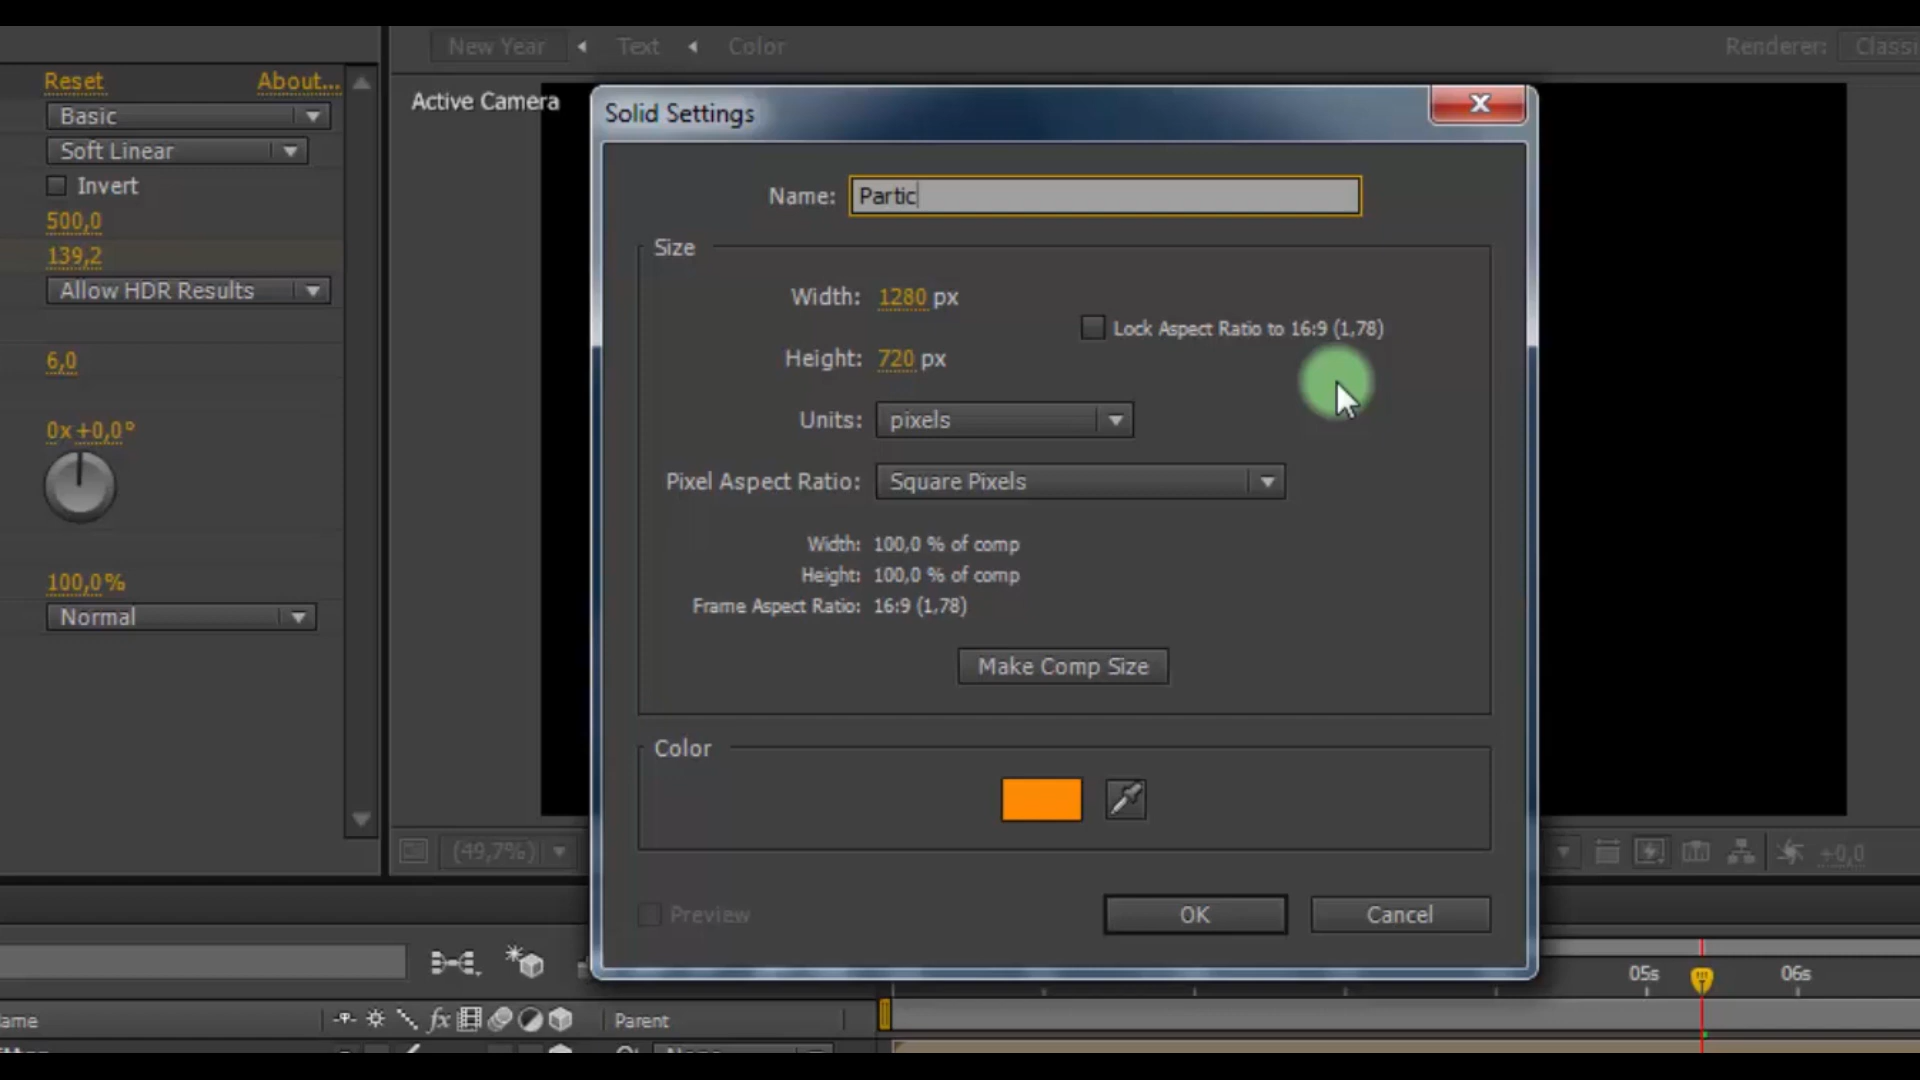 New Year Text Color
Renderer:
Reset About...
Basic
Soft Linear
Invert
500,0
139,2
Allow HDR Results
6,0
0x+0,0°
100,0%
Normal
Active Camera
Solid Settings
Name: Partic
Size
Width: 1280 px
Lock Aspect Ratio to 16:9 (1,78)
Height: 720 px
Units: pixels
Pixel Aspect Ratio: Square Pixels
Width: 100,0 % of comp
Height: 100,0 % of comp
Frame Aspect Ratio: 16:9 (1,78)
Make Comp Size
Color
Preview
OK Cancel
(49,7%)
+0,0
05s 06s
fx Parent